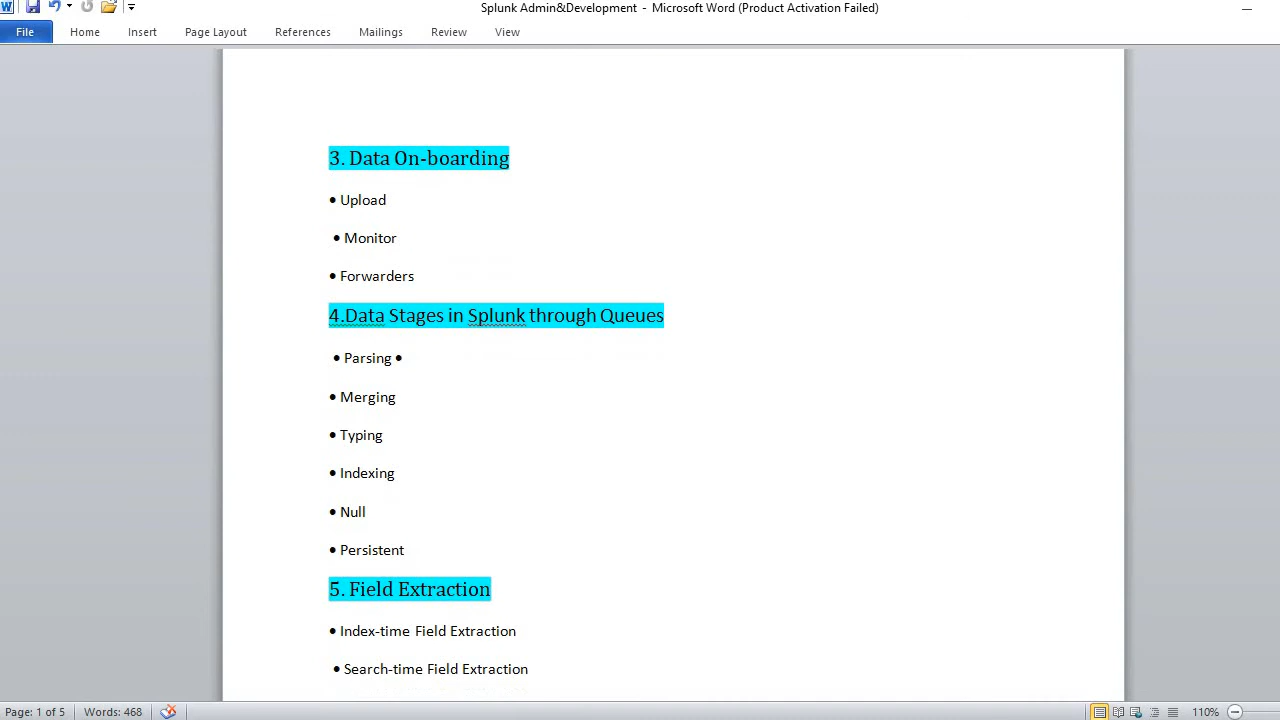 Splunk Admin&Development - Microsoft Word (Product Activation Failed)
File Home Insert Page Layout References Mailings Review View
3. Data On-boarding
• Upload
• Monitor
• Forwarders
4.Data Stages in Splunk through Queues
• Parsing •
• Merging
• Typing
• Indexing
• Null
• Persistent
5. Field Extraction
• Index-time Field Extraction
• Search-time Field Extraction
Page: 1 of 5 Words: 468 110%